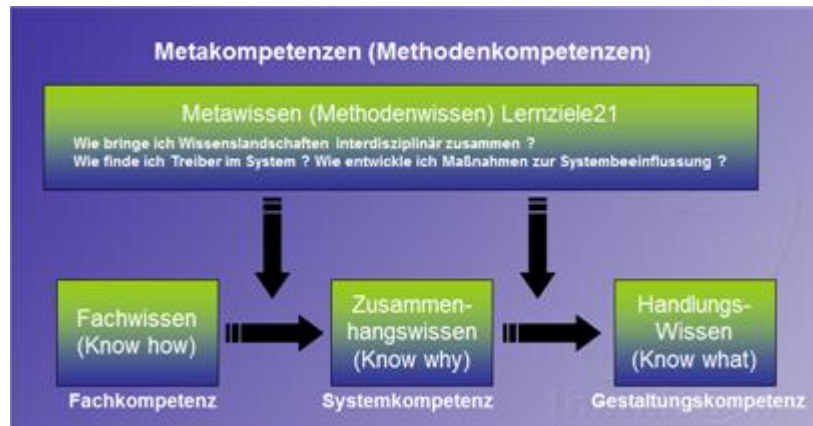 Metakompetenzen (Methodenkompetenzen)
Metawissen (Methodenwissen) Lernziele21
Wie bringe ich Wissenslandschaften interdisziplinär zusammen ?
Wie finde ich Treiber im System ? Wie entwickle ich Maßnahmen zur Systembeeinflussung ?
Fachwissen
(Know how)
Zusammen-
hangswissen
(Know why)
Handlungs-
Wissen
(Know what)
Fachkompetenz
Systemkompetenz
Gestaltungskompetenz